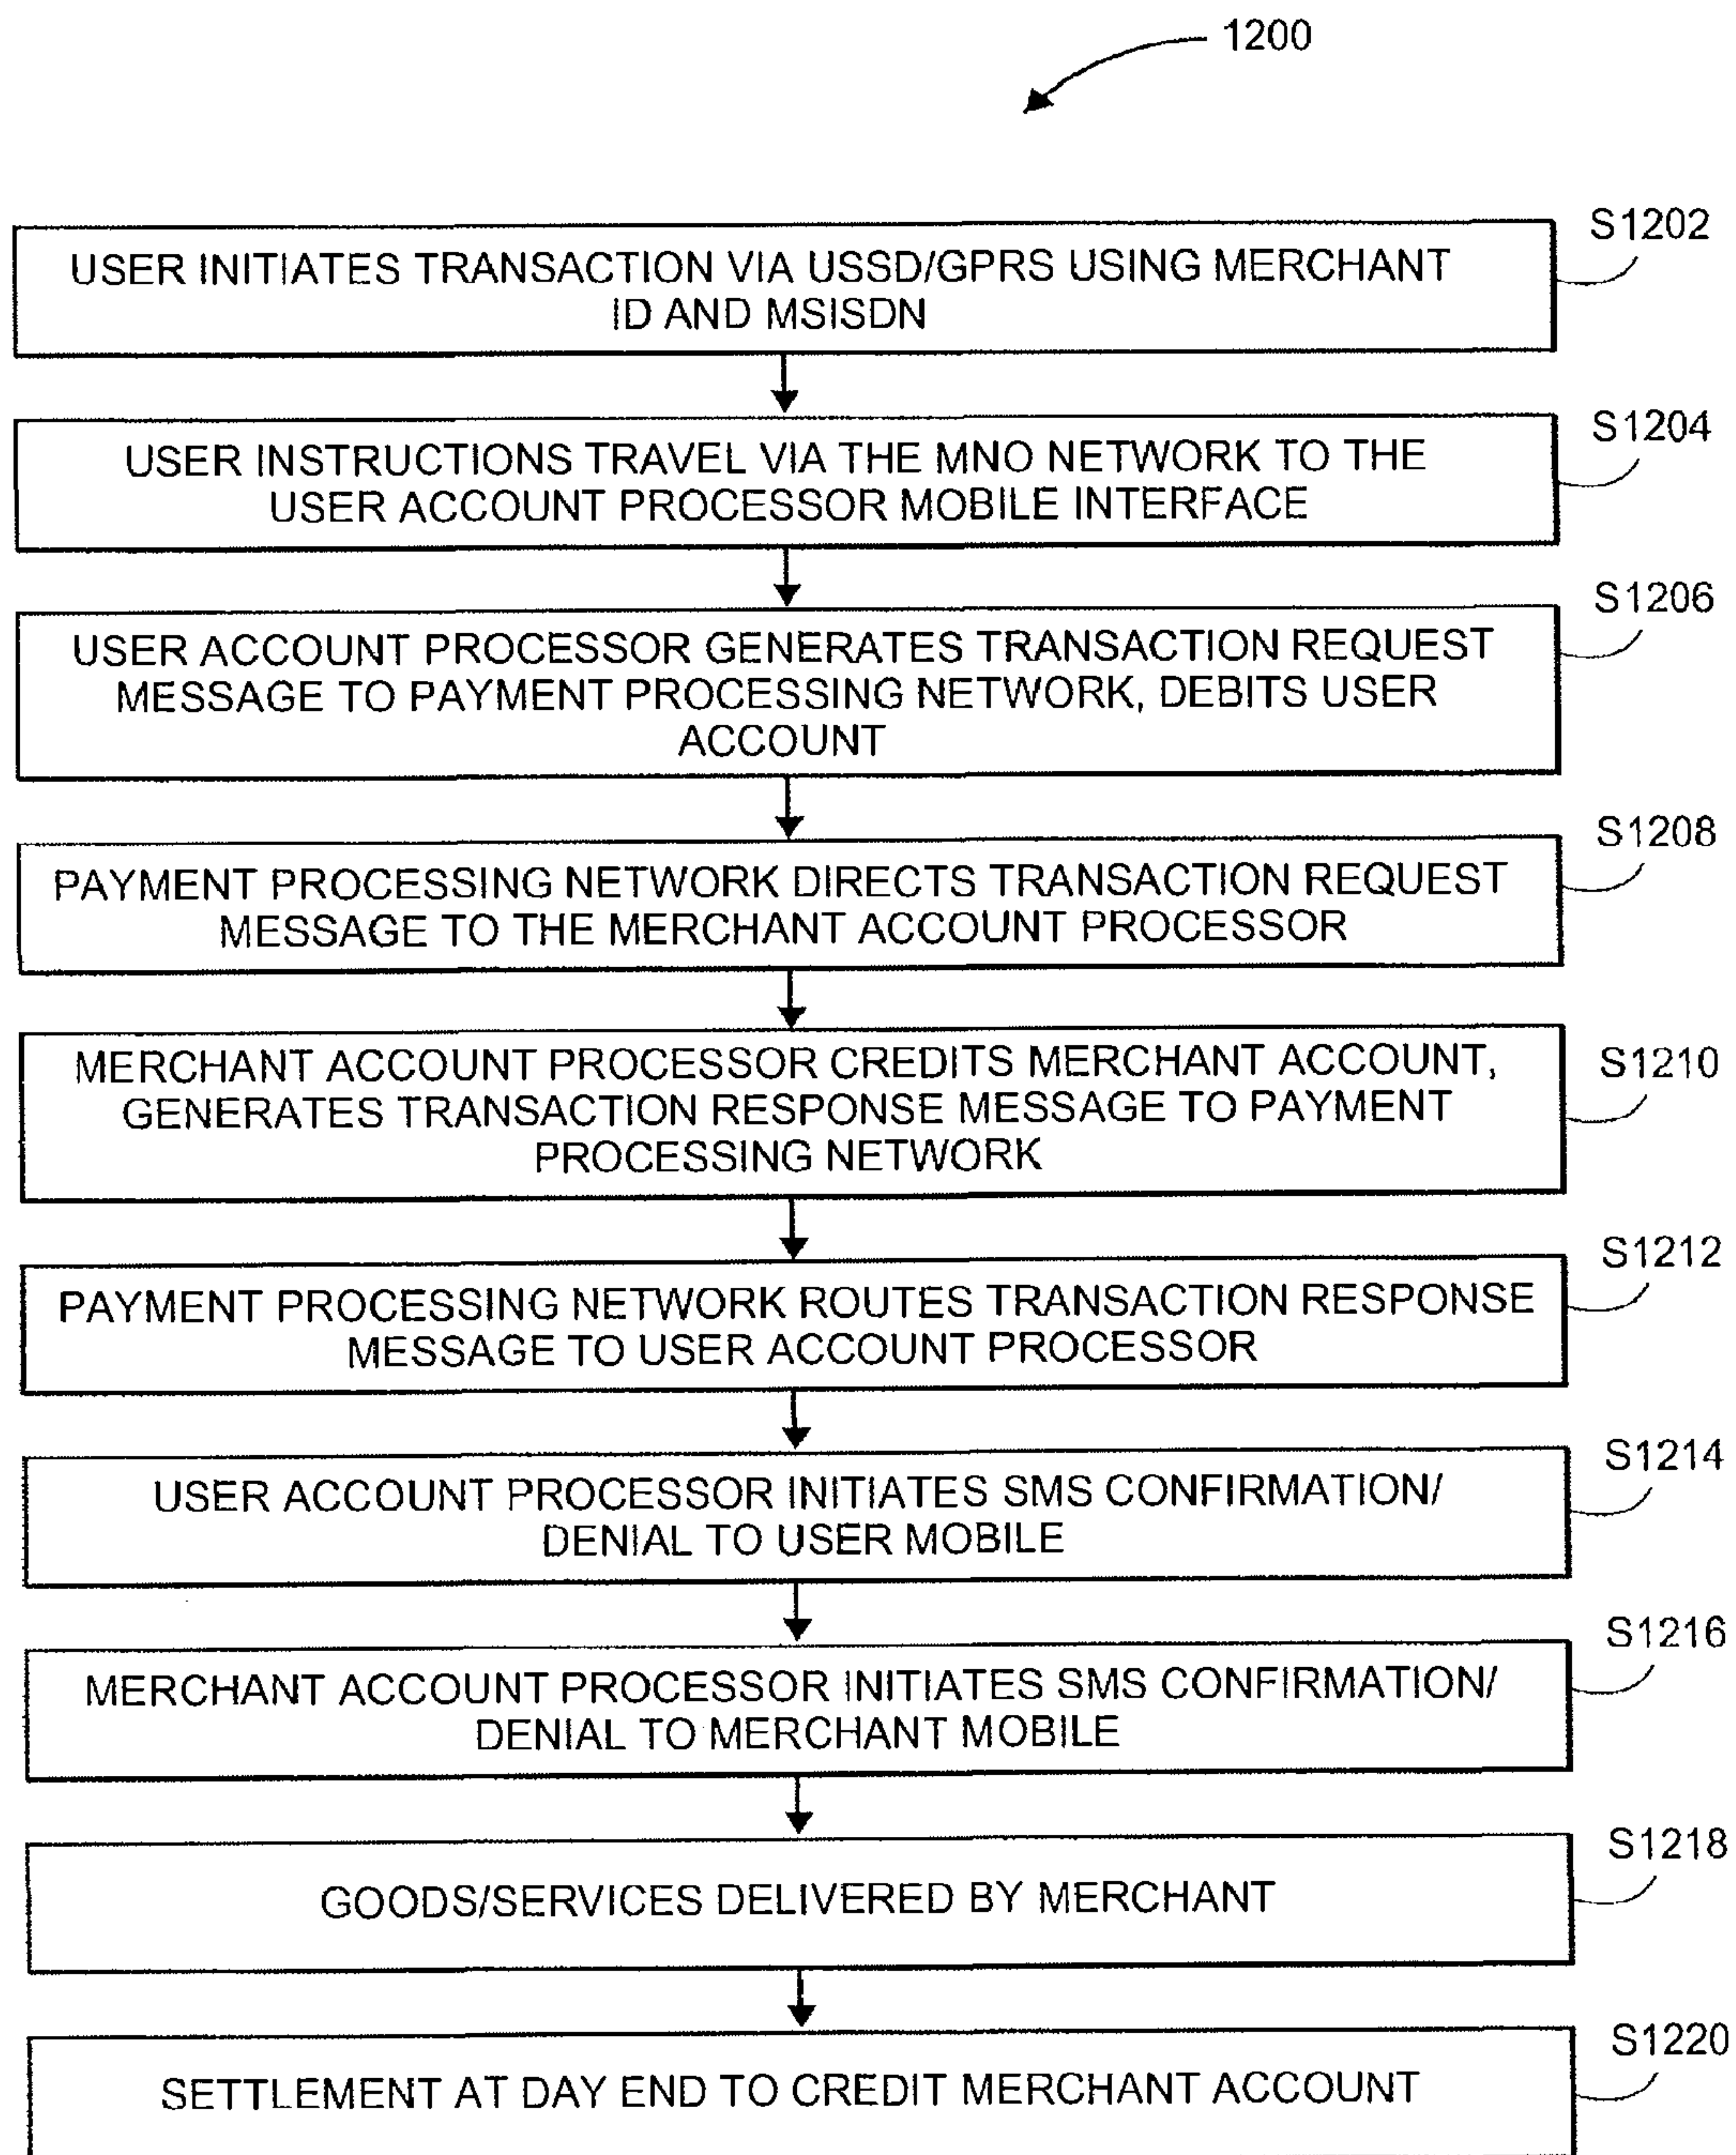 1200
S1202
USER INITIATES TRANSACTION VIA USSD/GPRS USING MERCHANT
ID AND MSISDN
S1204
USER INSTRUCTIONS TRAVEL VIA THE MNO NETWORK TO THE
USER ACCOUNT PROCESSOR MOBILE INTERFACE
S1206
USER ACCOUNT PROCESSOR GENERATES TRANSACTION REQUEST
MESSAGE TO PAYMENT PROCESSING NETWORK, DEBITS USER
ACCOUNT
S1208
PAYMENT PROCESSING NETWORK DIRECTS TRANSACTION REQUEST
MESSAGE TO THE MERCHANT ACCOUNT PROCESSOR
S1210
MERCHANT ACCOUNT PROCESSOR CREDITS MERCHANT ACCOUNT,
GENERATES TRANSACTION RESPONSE MESSAGE TO PAYMENT
PROCESSING NETWORK
S1212
PAYMENT PROCESSING NETWORK ROUTES TRANSACTION RESPONSE
MESSAGE TO USER ACCOUNT PROCESSOR
S1214
USER ACCOUNT PROCESSOR INITIATES SMS CONFIRMATION/
DENIAL TO USER MOBILE
S1216
MERCHANT ACCOUNT PROCESSOR INITIATES SMS CONFIRMATION/
DENIAL TO MERCHANT MOBILE
S1218
GOODS/SERVICES DELIVERED BY MERCHANT
S1220
SETTLEMENT AT DAY END TO CREDIT MERCHANT ACCOUNT